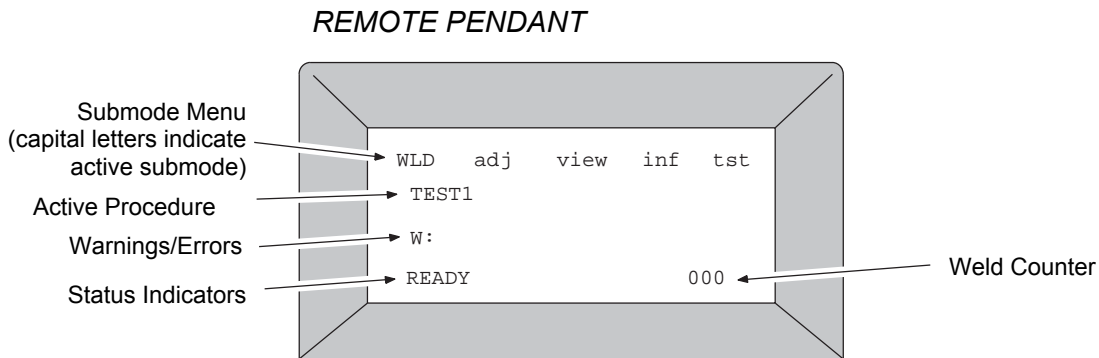 REMOTE PENDANT
Submode Menu
(capital letters indicate
active submode)
Active Procedure
Warnings/Errors
Status Indicators
WLD adj view inf tst
TEST1
W:
READY 000
Weld Counter